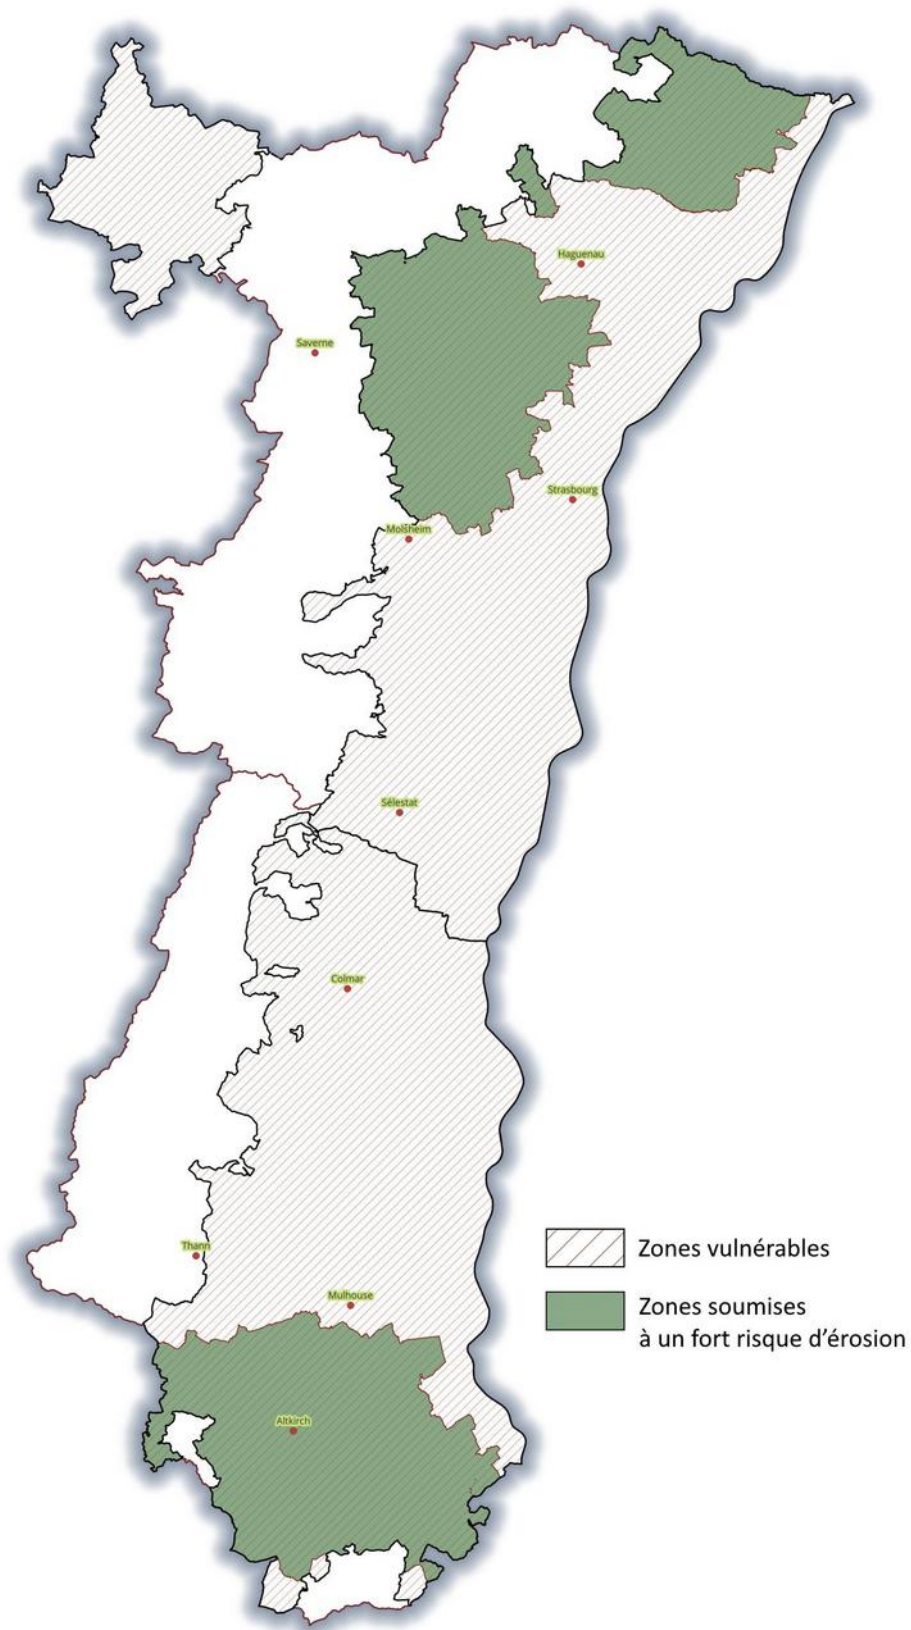 Haguenau
Saverne
Strasbourg
Molsheim
Sélestat
Colmar
Thann
Mulhouse
Altkirch
Zones vulnérables
Zones soumises
à un fort risque d'érosion